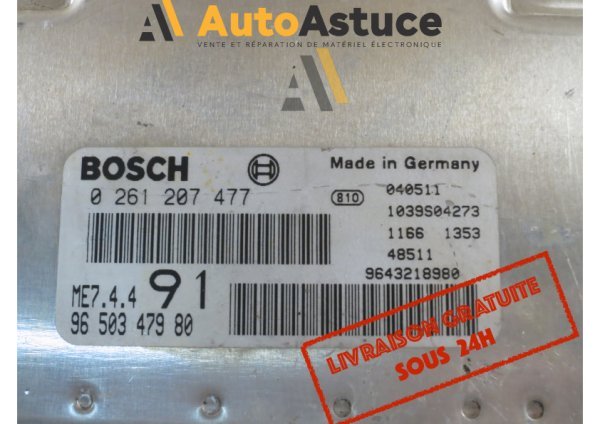 AutoAstuce
VENTE ET RÉPARATION DE MATÉRIEL ÉLECTRONIQUE
BOSCH
Made in Germany
0 261 207 477
810
040511
1039S04273
1166 1353
48511
9643218980
ME7.4.4 91
96 503 479 80
LIVRAISON GRATUITE
SOUS 24H